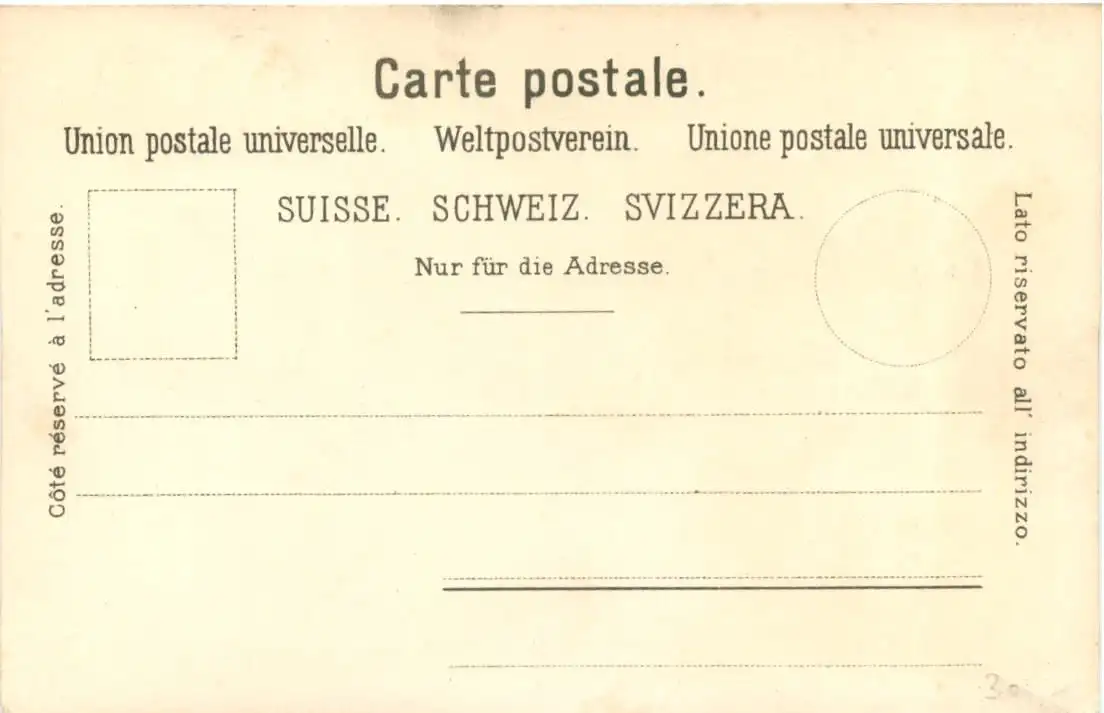 Carte postale.
Union postale universelle. Weltpostverein. Unione postale universale.
SUISSE. SCHWEIZ. SVIZZERA.
Nur für die Adresse.
Côté réservé à l'adresse.
Lato riservato all' indirizzo.
30